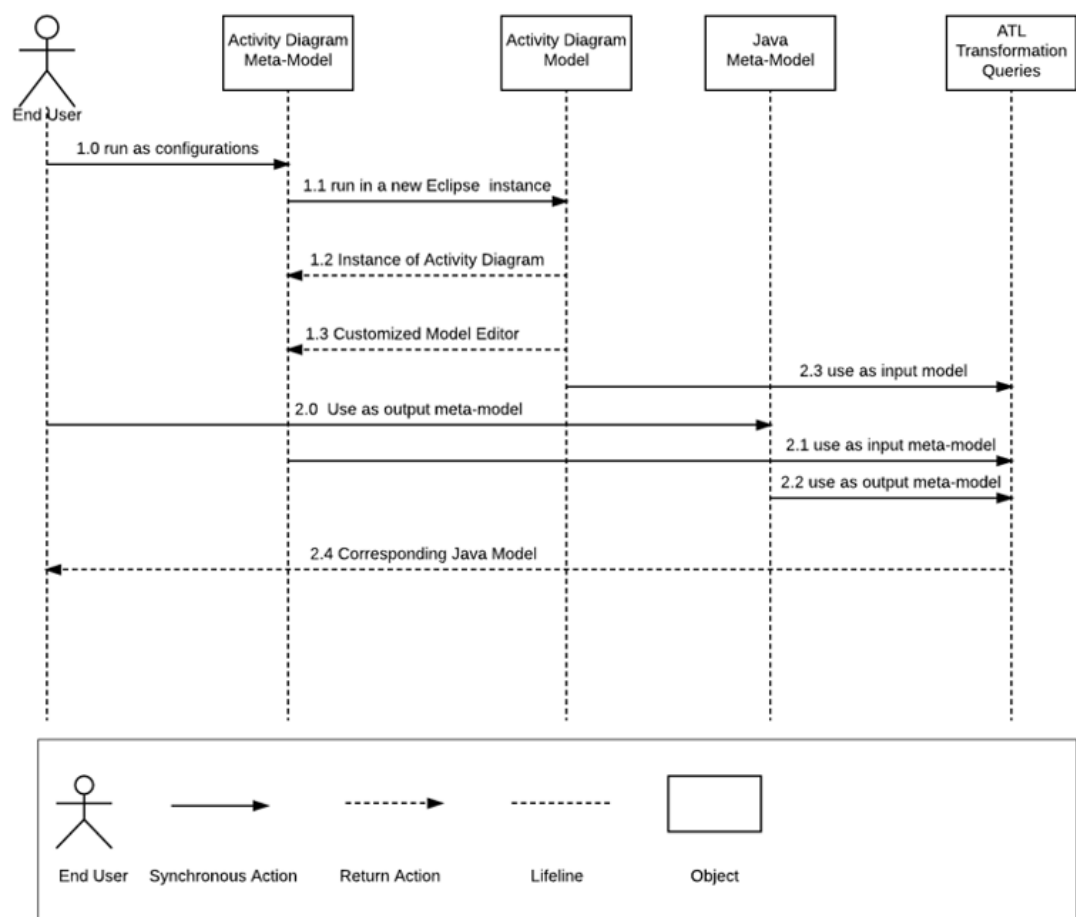 Activity Diagram
Meta-Model
Activity Diagram
Model
Java
Meta-Model
ATL
Transformation
Queries
End User
1.0 run as configurations
1.1 run in a new Eclipse instance
1.2 Instance of Activity Diagram
1.3 Customized Model Editor
2.3 use as input model
2.0 Use as output meta-model
2.1 use as input meta-model
2.2 use as output meta-model
2.4 Corresponding Java Model
End User
Synchronous Action
Return Action
Lifeline
Object